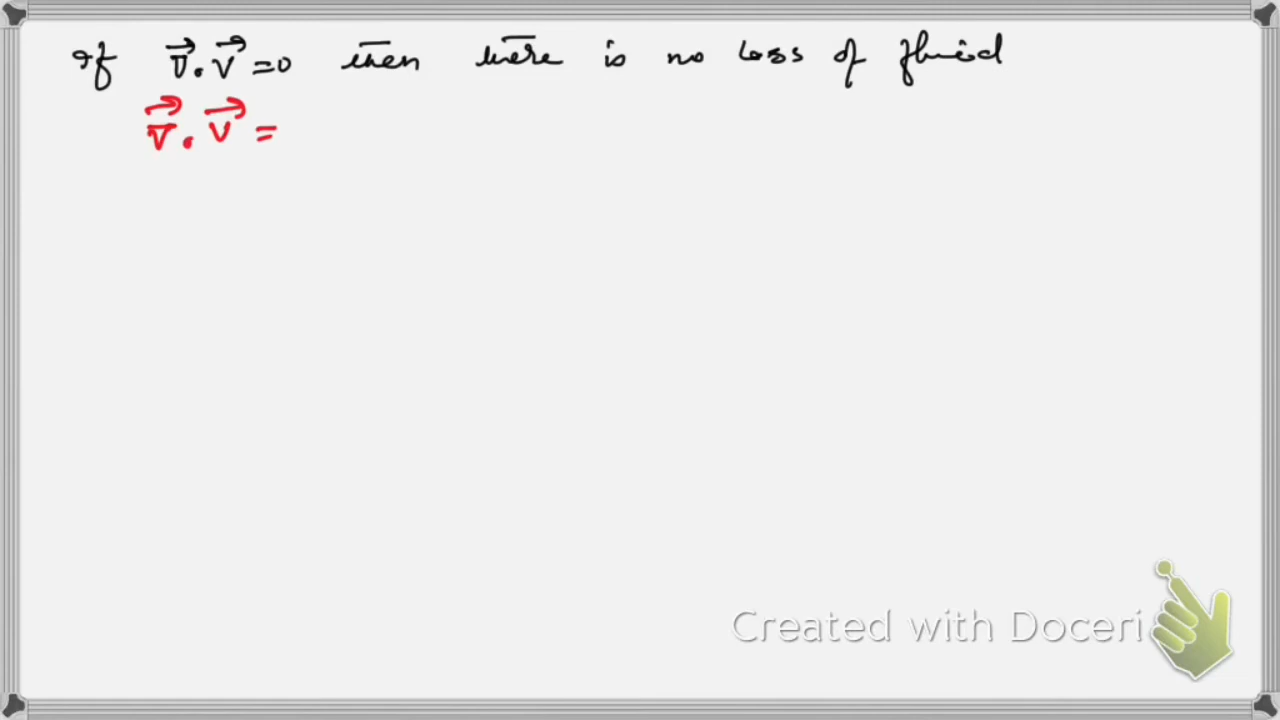 If ∇⃗.v⃗=0 then there is no loss of fluid
∇⃗.v⃗=
Created with Doceri